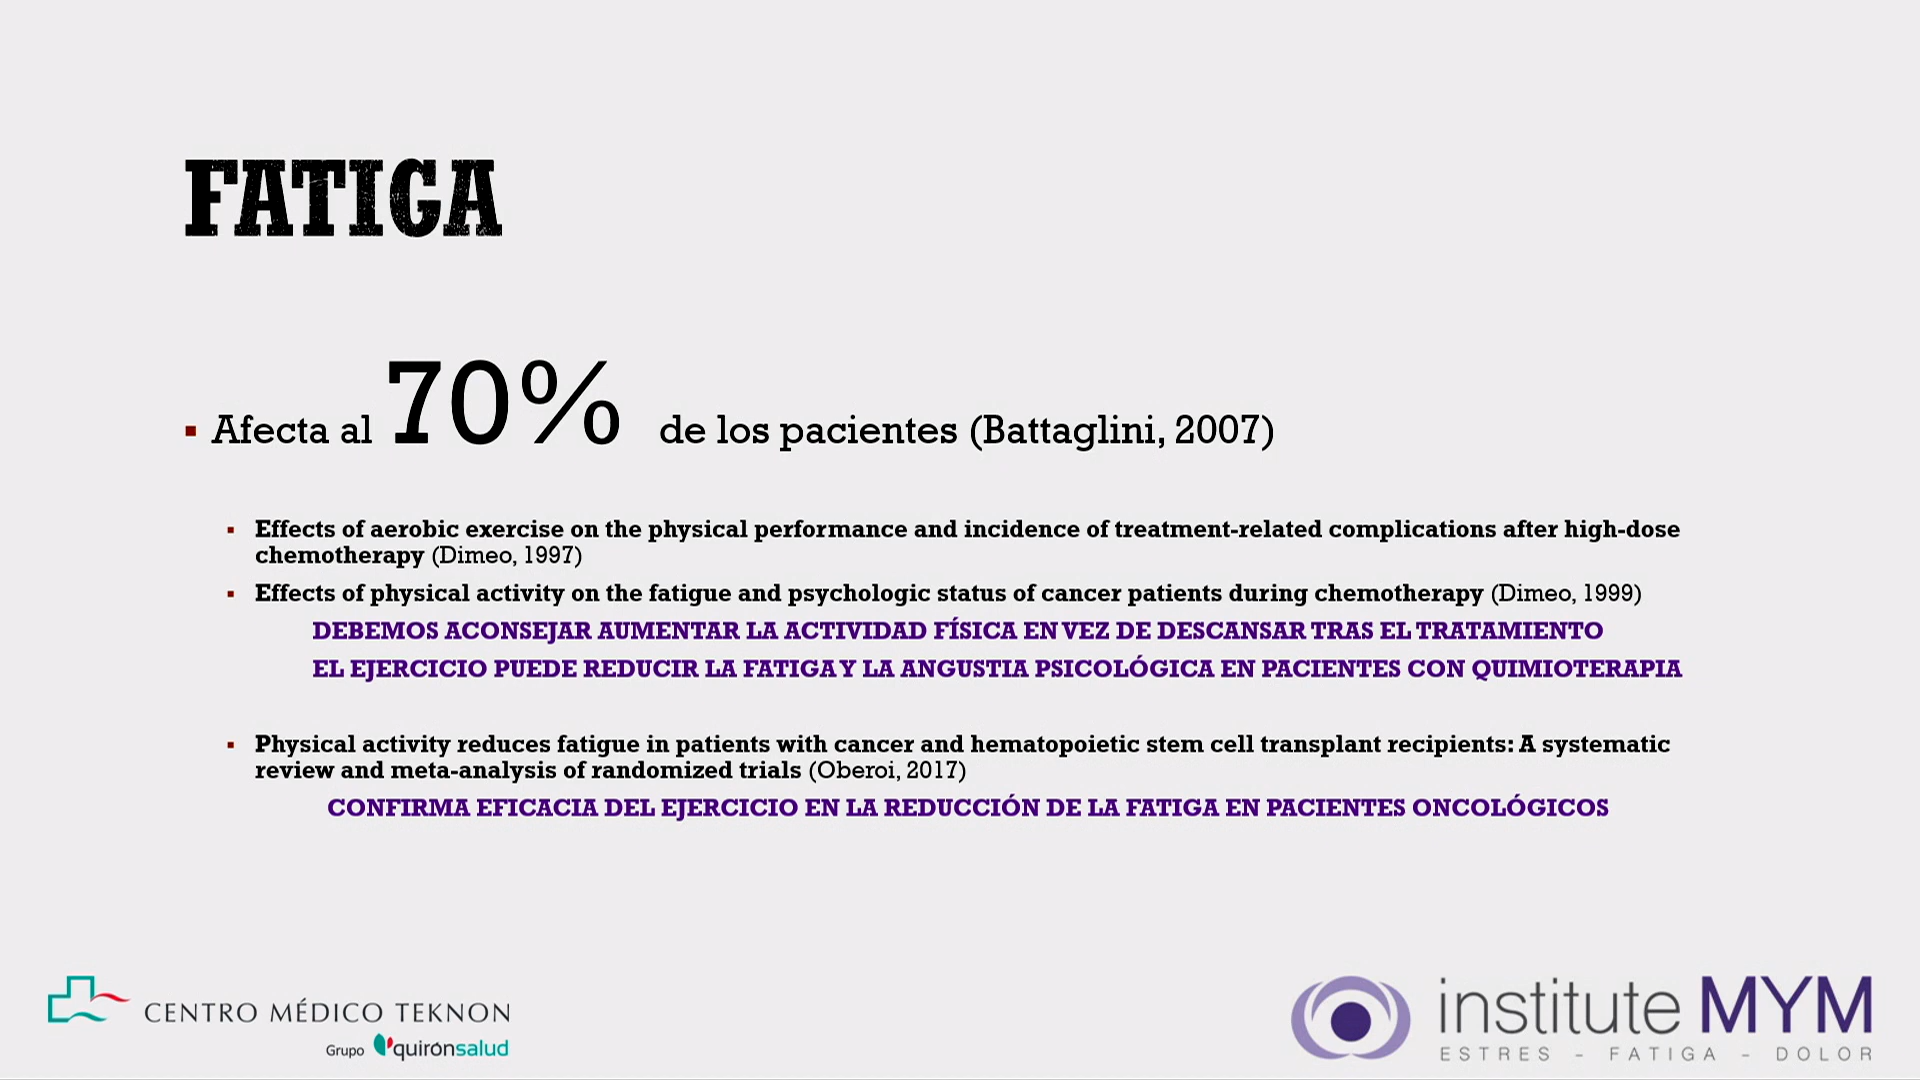 FATIGA
▪ Afecta al 70% de los pacientes (Battaglini, 2007)
▪ Effects of aerobic exercise on the physical performance and incidence of treatment-related complications after high-dose
chemotherapy (Dimeo, 1997)
▪ Effects of physical activity on the fatigue and psychologic status of cancer patients during chemotherapy (Dimeo, 1999)
DEBEMOS ACONSEJAR AUMENTAR LA ACTIVIDAD FÍSICA EN VEZ DE DESCANSAR TRAS EL TRATAMIENTO
EL EJERCICIO PUEDE REDUCIR LA FATIGA Y LA ANGUSTIA PSICOLÓGICA EN PACIENTES CON QUIMIOTERAPIA
▪ Physical activity reduces fatigue in patients with cancer and hematopoietic stem cell transplant recipients: A systematic
review and meta-analysis of randomized trials (Oberoi, 2017)
CONFIRMA EFICACIA DEL EJERCICIO EN LA REDUCCIÓN DE LA FATIGA EN PACIENTES ONCOLÓGICOS
CENTRO MÉDICO TEKNON
Grupo quirónsalud
institute MYM
ESTRES - FATIGA - DOLOR